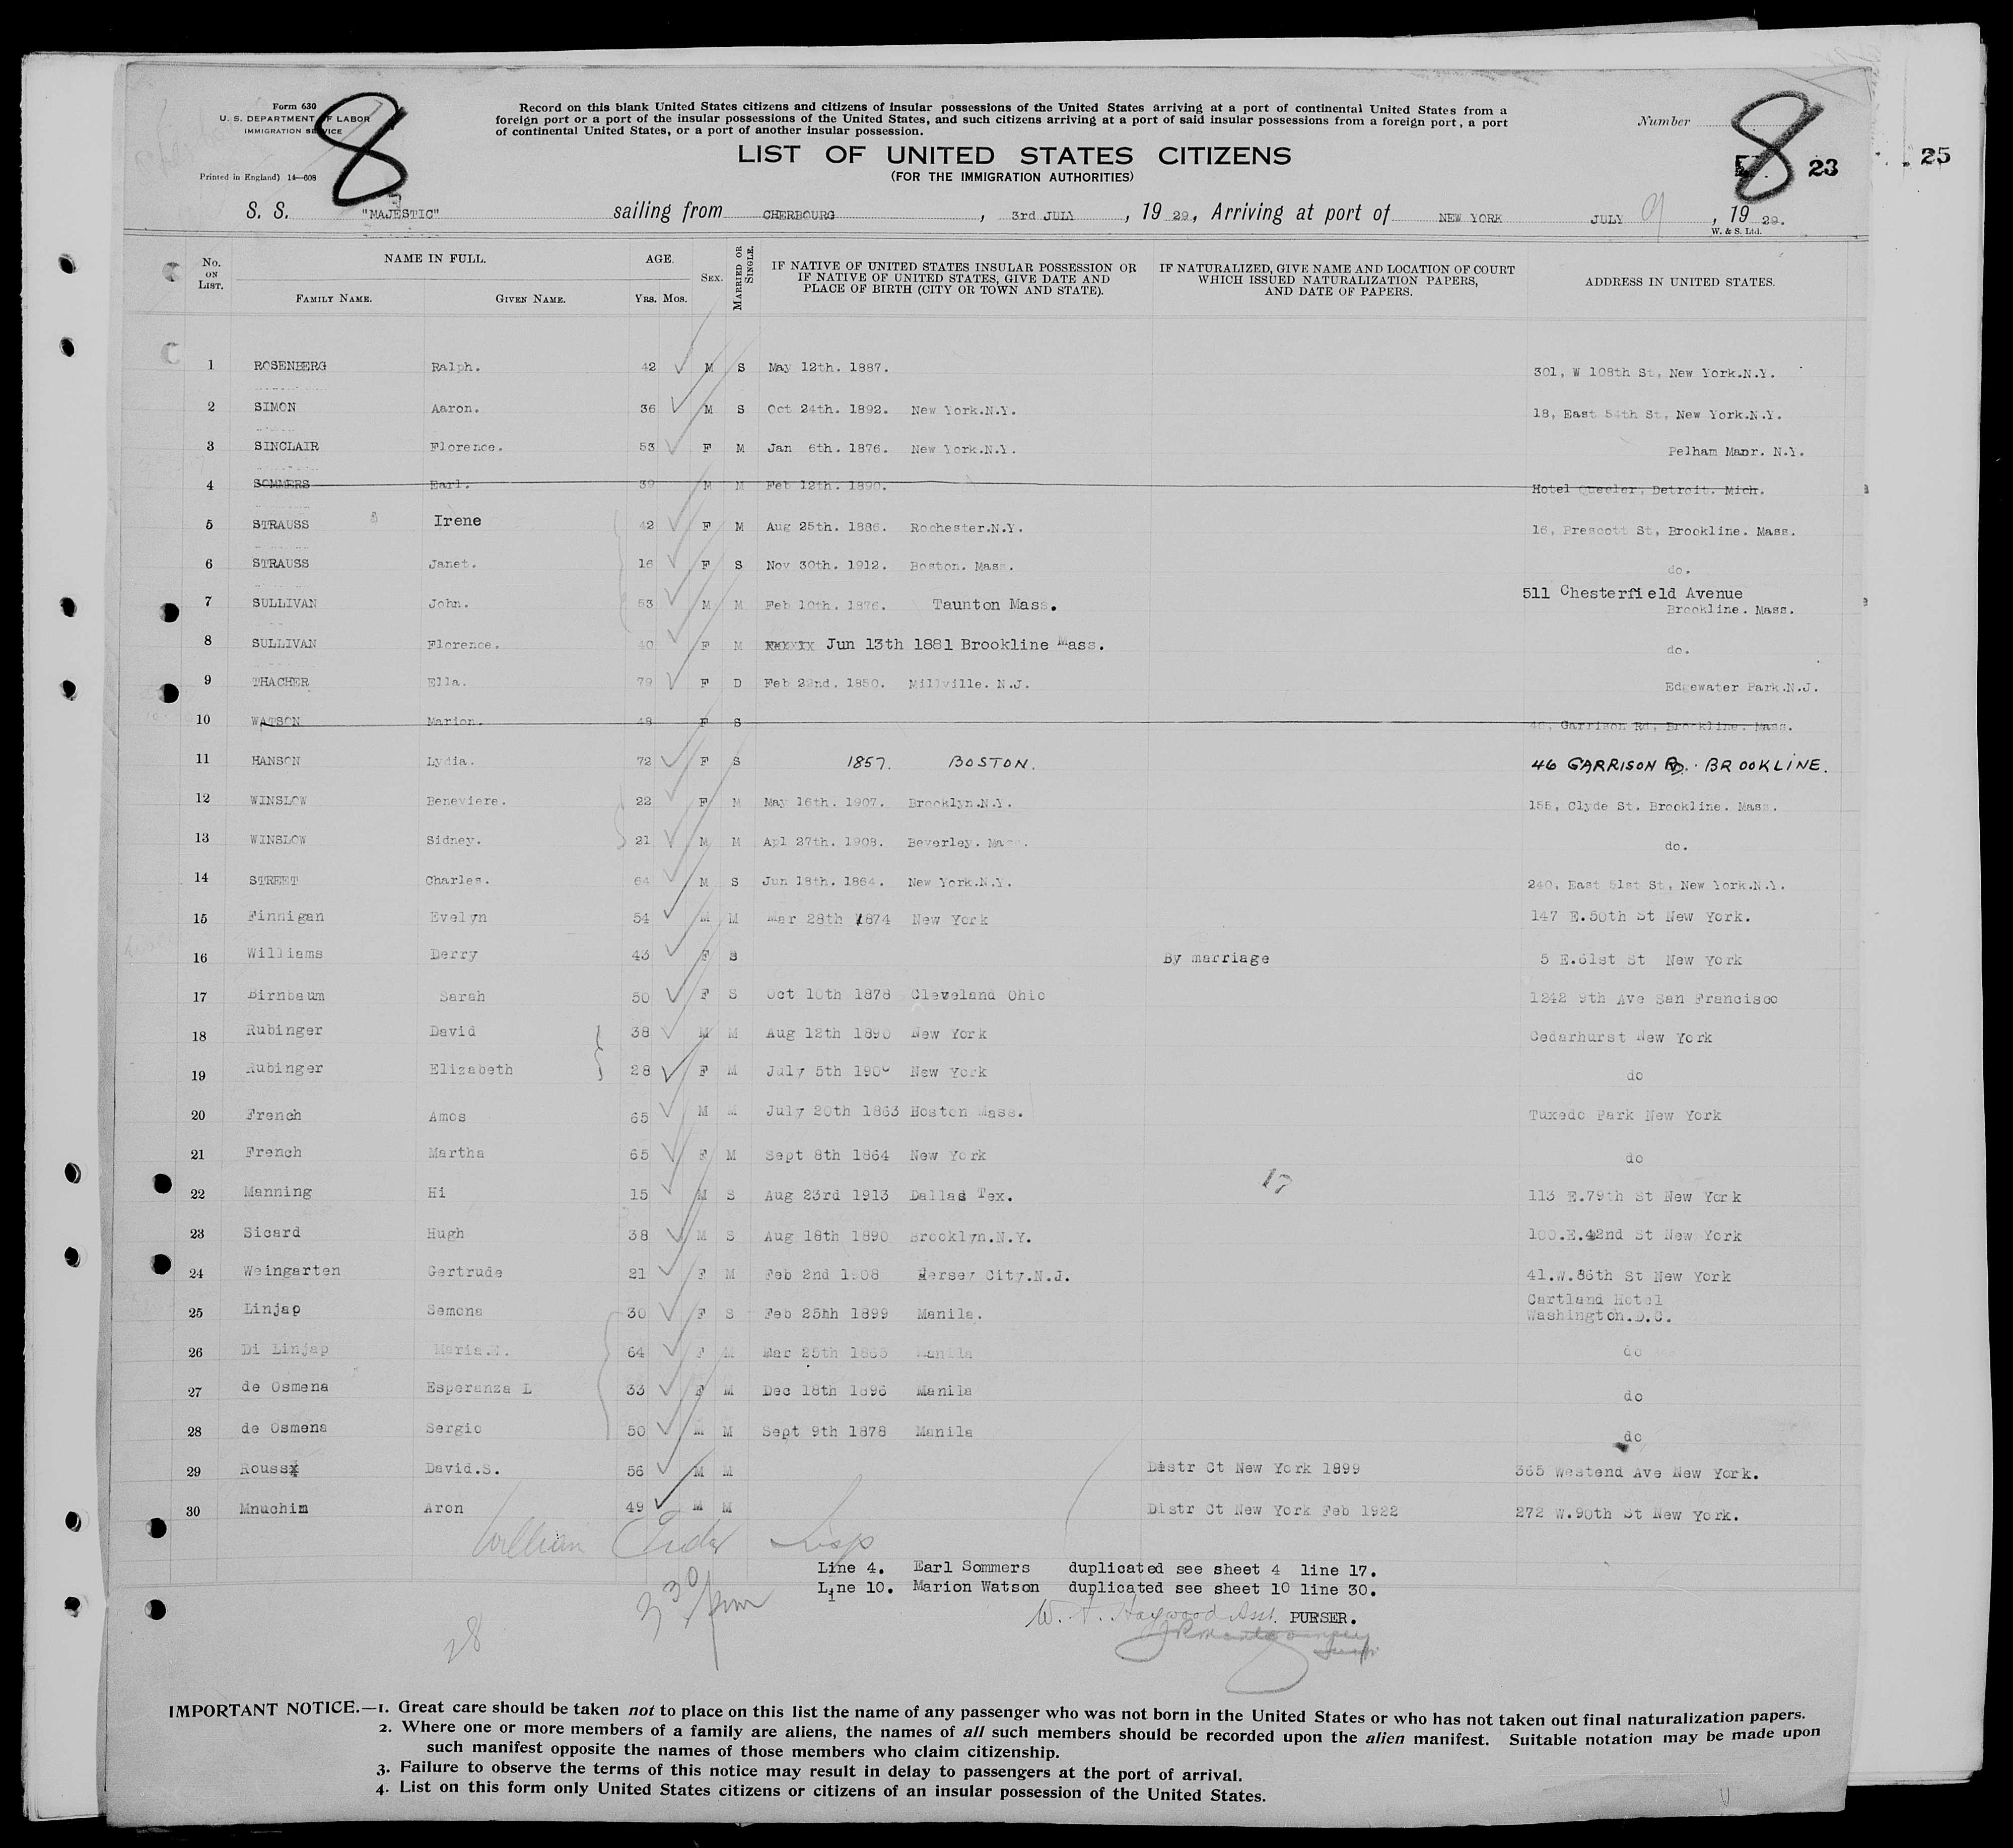 Form 630
U. S. DEPARTMENT OF LABOR
IMMIGRATION SERVICE
Printed in England) 14—608
8
Record on this blank United States citizens and citizens of insular possessions of the United States arriving at a port of continental United States from a
foreign port or a port of the insular possessions of the United States, and such citizens arriving at a port of said insular possessions from a foreign port, a port
of continental United States, or a port of another insular possession.
LIST OF UNITED STATES CITIZENS
(FOR THE IMMIGRATION AUTHORITIES)
Number
8
23
25
S. S. "MAJESTIC" sailing from CHERBOURG, 3rd JULY, 19 29., Arriving at port of NEW YORK JULY 9, 19 29.
W. & S. Ltd.
No. ON LIST. NAME IN FULL. FAMILY NAME. GIVEN NAME. AGE. Yrs. Mos. SEX. MARRIED OR SINGLE. IF NATIVE OF UNITED STATES INSULAR POSSESSION OR IF NATIVE OF UNITED STATES, GIVE DATE AND PLACE OF BIRTH (CITY OR TOWN AND STATE). IF NATURALIZED, GIVE NAME AND LOCATION OF COURT WHICH ISSUED NATURALIZATION PAPERS, AND DATE OF PAPERS. ADDRESS IN UNITED STATES.
1 ROSENBERG Ralph. 42 M S May 12th. 1887. 301, W 108th St, New York.N.Y.
2 SIMON Aaron. 36 M S Oct 24th. 1892. New York.N.Y. 18, East 54th St, New York.N.Y.
3 SINCLAIR Florence. 53 F M Jan 6th. 1876. New York.N.Y. Pelham Manr. N.Y.
4 SOMMERS Earl. 39 M M Feb 12th. 1890. Hotel Detroit. Mich.
5 STRAUSS Irene 42 F M Aug 25th. 1886. Rochester.N.Y. 16, Prescott St, Brookline. Mass.
6 STRAUSS Janet. 16 F S Nov 30th. 1912. Boston. Mass. do.
7 SULLIVAN John. 53 M M Feb 10th. 1876. Taunton Mass. 511 Chesterfield Avenue
Brookline. Mass.
8 SULLIVAN Florence. 40 F M xxxxxx Jun 13th 1881 Brookline Mass. do.
9 THACHER Ella. 79 F D Feb 22nd. 1850. Millville. N.J. Edgewater Park.N.J.
10 WATSON Marion. 48 F S 46, Garrison Rd, Brookline. Mass.
11 HANSON Lydia. 72 F S 1857. BOSTON. 46 GARRISON RD. BROOKLINE.
12 WINSLOW Beneviere. 22 F M May 16th. 1907. Brooklyn.N.Y. 155, Clyde St. Brookline. Mass.
13 WINSLOW Sidney. 21 M M Apl 27th. 1908. Beverley. Mass. do.
14 STREET Charles. 64 M S Jun 18th. 1864. New York.N.Y. 240, East 51st St, New York.N.Y.
15 Finnigan Evelyn 54 M M Mar 28th 1874 New York 147 E.50th St New York.
16 Williams Derry 43 F S By marriage 5 E.61st St New York
17 Birnbaum Sarah 50 F S Oct 10th 1878 Cleveland Ohio 1242 9th Ave San Francisco
18 Rubinger David 38 M M Aug 12th 1890 New York Cedarhurst New York
19 Rubinger Elizabeth 28 F M July 5th 1900 New York do
20 French Amos 65 M M July 20th 1863 Boston Mass. Tuxedo Park New York
21 French Martha 65 F M Sept 8th 1864 New York do
22 Manning Hi 15 M S Aug 23rd 1913 Dallas Tex. 17 113 E.79th St New York
23 Sicard Hugh 38 M S Aug 18th 1890 Brooklyn.N.Y. 100.E.42nd St New York
24 Weingarten Gertrude 21 F M Feb 2nd 1908 Jersey City.N.J. 41.W.86th St New York
25 Linjap Semona 30 F S Feb 25hh 1899 Manila. Cartland Hotel
Washington.D.C.
26 Di Linjap Maria.N. 64 F M Mar 25th 1865 Manila do
27 de Osmena Esperanza L 33 F M Dec 18th 1896 Manila do
28 de Osmena Sergio 50 M M Sept 9th 1878 Manila do
29 Roussx David.S. 56 M M Distr Ct New York 1899 365 Westend Ave New York.
30 Mnuchin Aron 49 M M Distr Ct New York Feb 1922 272 W.90th St New York.
William Insp
Line 4. Earl Sommers duplicated see sheet 4 line 17.
Line 10. Marion Watson duplicated see sheet 10 line 30.
330 pm
W. A. Haywood Asst. PURSER.
28
IMPORTANT NOTICE.—1. Great care should be taken not to place on this list the name of any passenger who was not born in the United States or who has not taken out final naturalization papers.
2. Where one or more members of a family are aliens, the names of all such members should be recorded upon the alien manifest. Suitable notation may be made upon
such manifest opposite the names of those members who claim citizenship.
3. Failure to observe the terms of this notice may result in delay to passengers at the port of arrival.
4. List on this form only United States citizens or citizens of an insular possession of the United States.